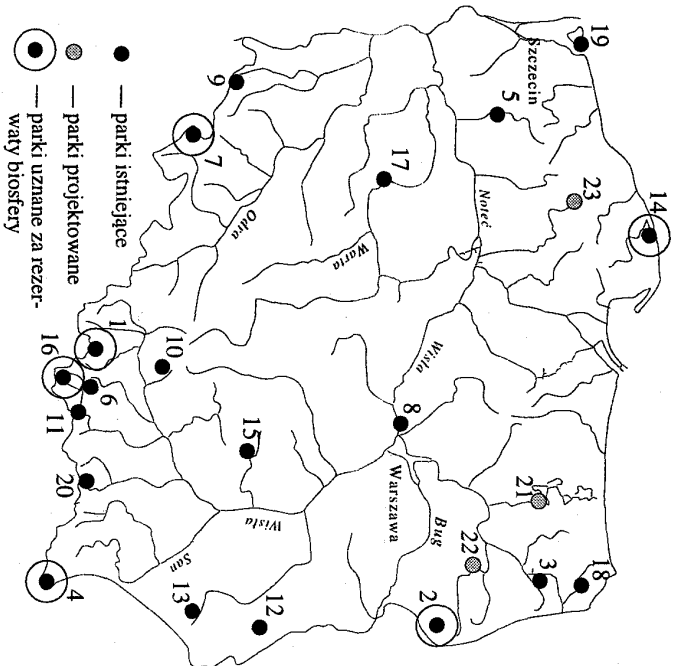 19
Szczecin
5
9
7
17
23
14
Noteć
Odra
Warta
Wisła
1
10
16
6
11
8
15
20
Warszawa
Bug
21
22
3
18
2
Wisła
San
13
12
4
— parki istniejące
— parki projektowane
— parki uznane za rezer-
waty biosfery